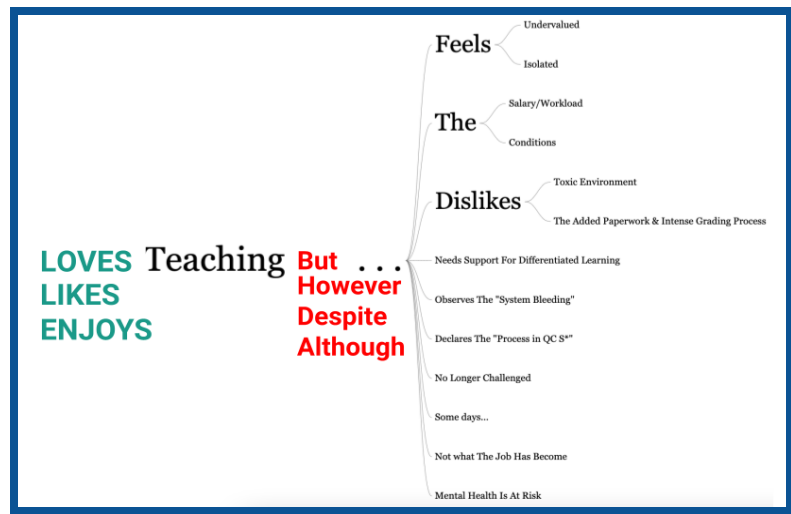 Feels
Undervalued
Isolated
The
Salary/Workload
Conditions
Dislikes
Toxic Environment
The Added Paperwork & Intense Grading Process
LOVES Teaching But ...
LIKES
ENJOYS
However
Despite
Although
Needs Support For Differentiated Learning
Observes The "System Bleeding"
Declares The "Process in QC S*"
No Longer Challenged
Some days...
Not what The Job Has Become
Mental Health Is At Risk